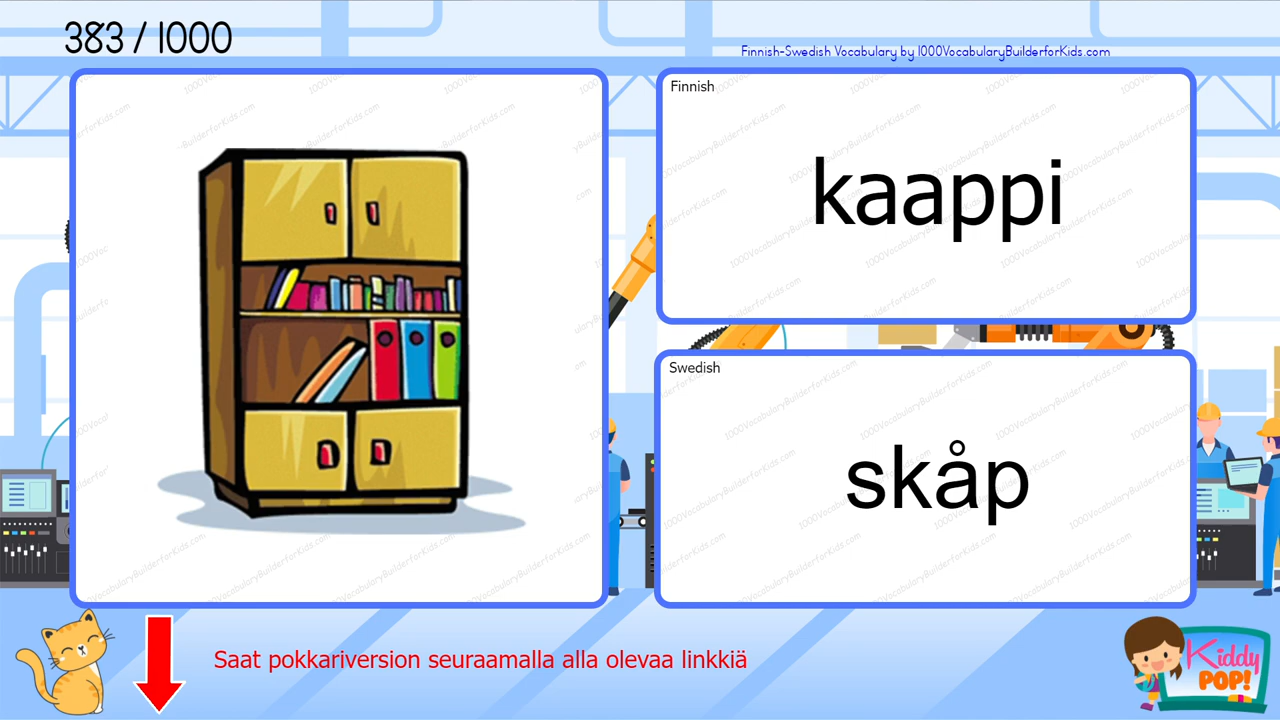 383 / 1000
Finnish-Swedish Vocabulary by 1000VocabularyBuilderforKids.com
Finnish
kaappi
Swedish
skåp
Saat pokkariversion seuraamalla alla olevaa linkkiä
Kiddy
POP!